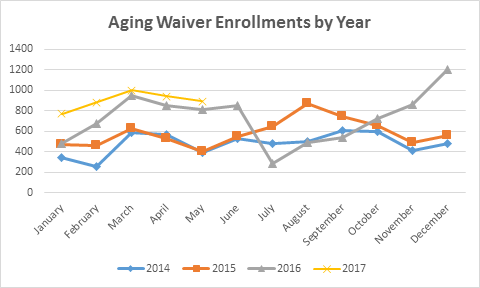 Aging Waiver Enrollments by Year
1400
1200
1000
800
600
400
200
0
January
February
March
April
May
June
July
August
September
October
November
December
2014 2015 2016 2017